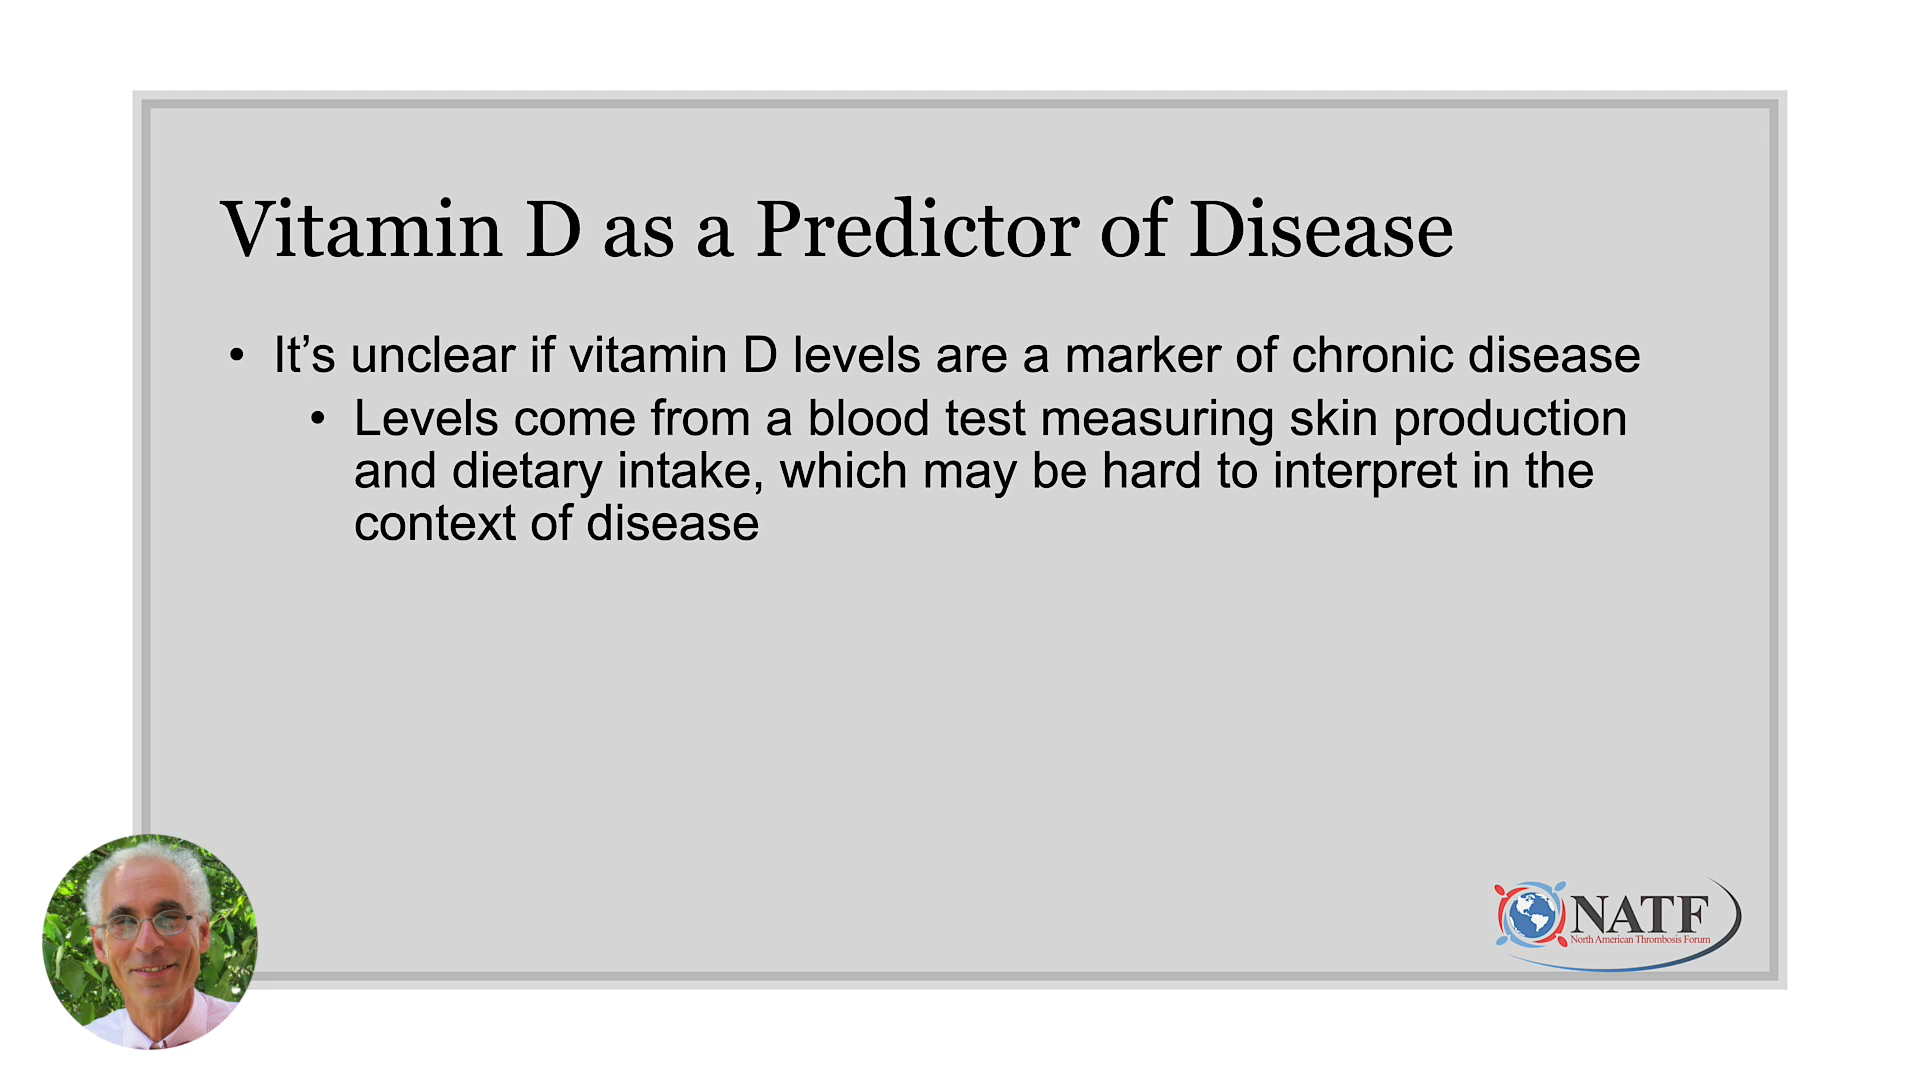 Vitamin D as a Predictor of Disease
• It’s unclear if vitamin D levels are a marker of chronic disease
• Levels come from a blood test measuring skin production
and dietary intake, which may be hard to interpret in the
context of disease
NATF
North American Thrombosis Forum